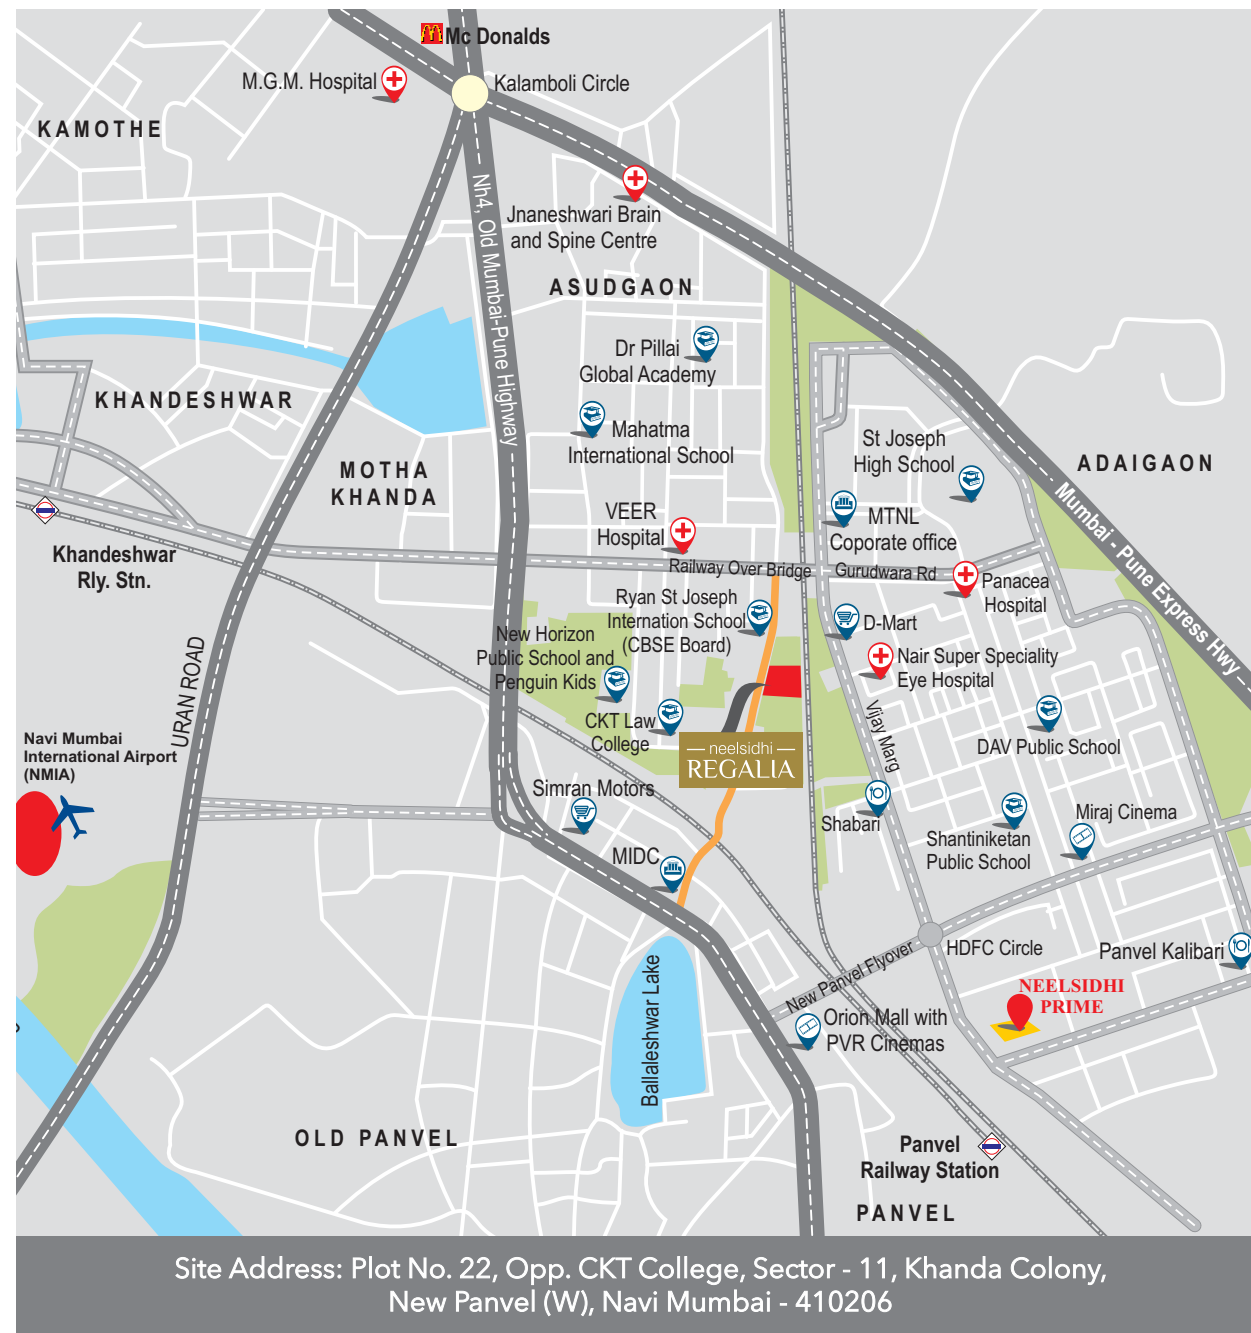 Mc Donalds
M.G.M. Hospital
Kalamboli Circle
KAMOTHE
Nh4, Old Mumbai-Pune Highway
Jnaneshwari Brain
and Spine Centre
ASUDGAON
Dr Pillai
Global Academy
KHANDESHWAR
Mahatma
International School
St Joseph
High School
ADAIGAON
MOTHA
KHANDA
Mumbai - Pune Express Hwy
VEER
Hospital
MTNL
Coporate office
Khandeshwar
Rly. Stn.
Railway Over Bridge
Gurudwara Rd
Panacea
Hospital
Ryan St Joseph
Internation School
(CBSE Board)
D-Mart
New Horizon
Public School and
Penguin Kids
Nair Super Speciality
Eye Hospital
URAN ROAD
CKT Law
College
Vijay Marg
DAV Public School
Navi Mumbai
International Airport
(NMIA)
neelsidhi
REGALIA
Simran Motors
Shabari
Miraj Cinema
Shantiniketan
Public School
MIDC
HDFC Circle
Panvel Kalibari
New Panvel Flyover
Ballaleshwar Lake
NEELSIDHI
PRIME
Orion Mall with
PVR Cinemas
OLD PANVEL
Panvel
Railway Station
PANVEL
Site Address: Plot No. 22, Opp. CKT College, Sector - 11, Khanda Colony,
New Panvel (W), Navi Mumbai - 410206